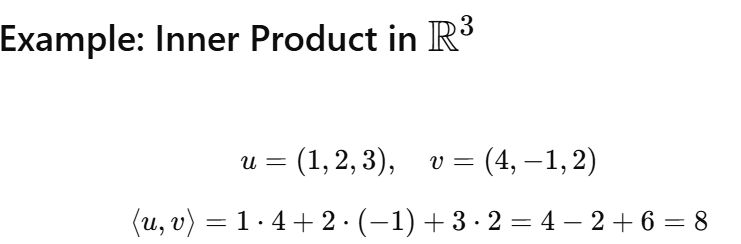 Example: Inner Product in ℝ³
u = (1, 2, 3),   v = (4, −1, 2)
⟨u, v⟩ = 1 · 4 + 2 · (−1) + 3 · 2 = 4 − 2 + 6 = 8